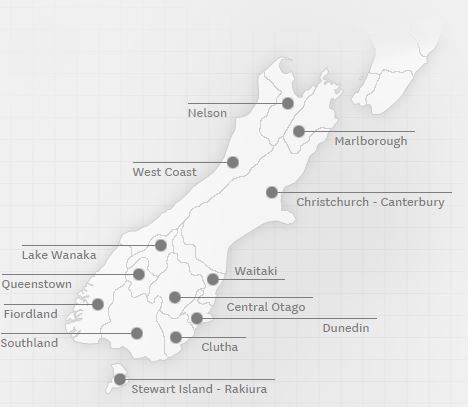 Nelson
Marlborough
West Coast
Christchurch - Canterbury
Lake Wanaka
Waitaki
Queenstown
Central Otago
Fiordland
Dunedin
Southland
Clutha
Stewart Island - Rakiura